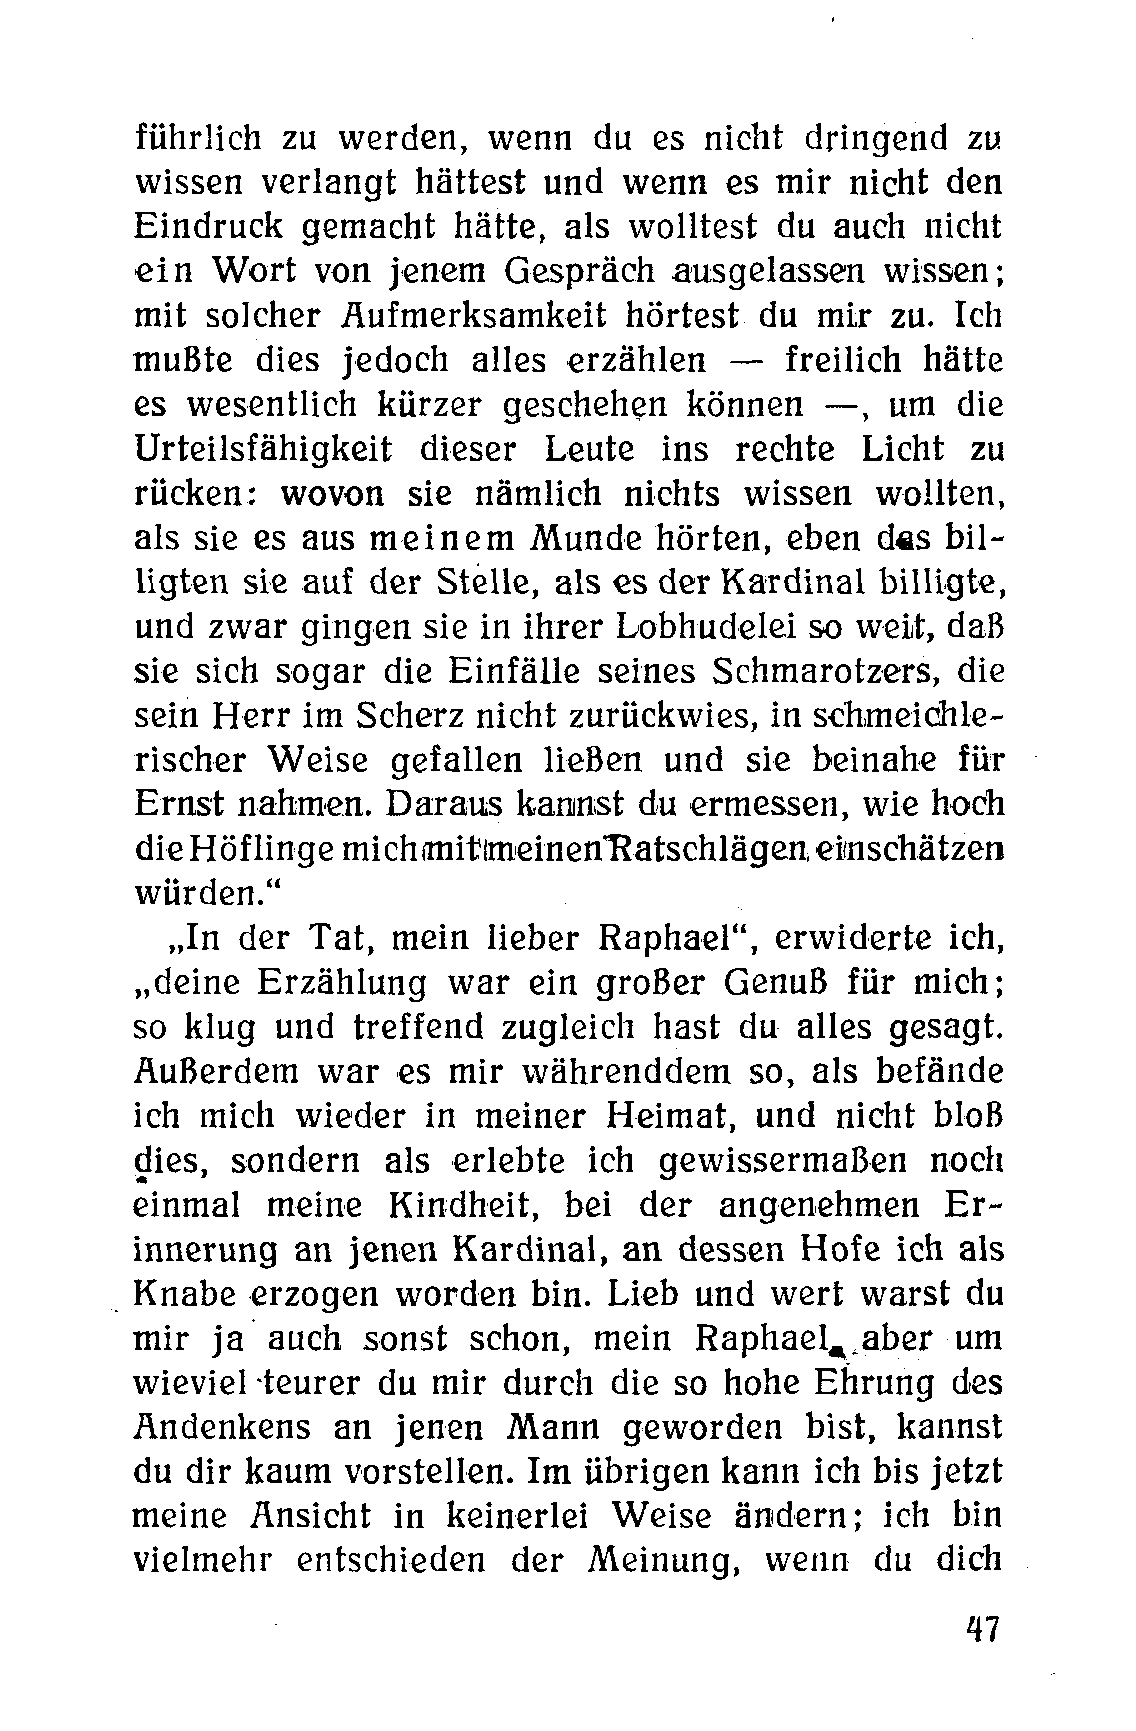 führlich zu werden, wenn du es nicht dringend zu
wissen verlangt hättest und wenn es mir nicht den
Eindruck gemacht hätte, als wolltest du auch nicht
ein Wort von jenem Gespräch ausgelassen wissen;
mit solcher Aufmerksamkeit hörtest du mir zu. Ich
mußte dies jedoch alles erzählen — freilich hätte
es wesentlich kürzer geschehen können —, um die
Urteilsfähigkeit dieser Leute ins rechte Licht zu
rücken: wovon sie nämlich nichts wissen wollten,
als sie es aus meinem Munde hörten, eben das bil-
ligten sie auf der Stelle, als es der Kardinal billigte,
und zwar gingen sie in ihrer Lobhudelei so weit, daß
sie sich sogar die Einfälle seines Schmarotzers, die
sein Herr im Scherz nicht zurückwies, in schmeichle-
rischer Weise gefallen ließen und sie beinahe für
Ernst nahmen. Daraus kannst du ermessen, wie hoch
die Höflinge mich mit meinen Ratschlägen einschätzen
würden.“
„In der Tat, mein lieber Raphael“, erwiderte ich,
„deine Erzählung war ein großer Genuß für mich;
so klug und treffend zugleich hast du alles gesagt.
Außerdem war es mir währenddem so, als befände
ich mich wieder in meiner Heimat, und nicht bloß
dies, sondern als erlebte ich gewissermaßen noch
einmal meine Kindheit, bei der angenehmen Er-
innerung an jenen Kardinal, an dessen Hofe ich als
Knabe erzogen worden bin. Lieb und wert warst du
mir ja auch sonst schon, mein Raphael, aber um
wieviel teurer du mir durch die so hohe Ehrung des
Andenkens an jenen Mann geworden bist, kannst
du dir kaum vorstellen. Im übrigen kann ich bis jetzt
meine Ansicht in keinerlei Weise ändern; ich bin
vielmehr entschieden der Meinung, wenn du dich
47